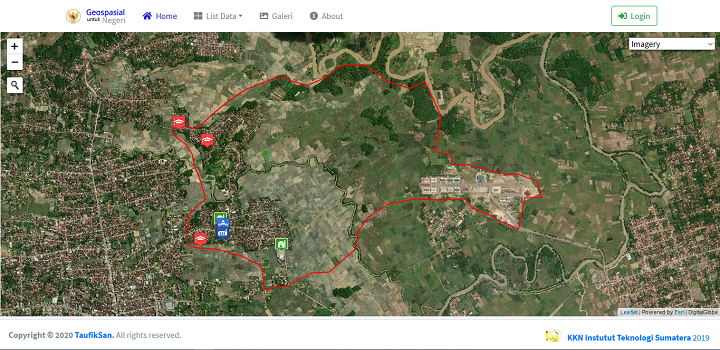 Geospasial
untuk Negeri
Home
List Data
Galeri
About
Login
+
−
Imagery
Leaflet | Powered by Esri | DigitalGlobe
Copyright © 2020 TaufikSan. All rights reserved.
KKN Instutut Teknologi Sumatera 2019